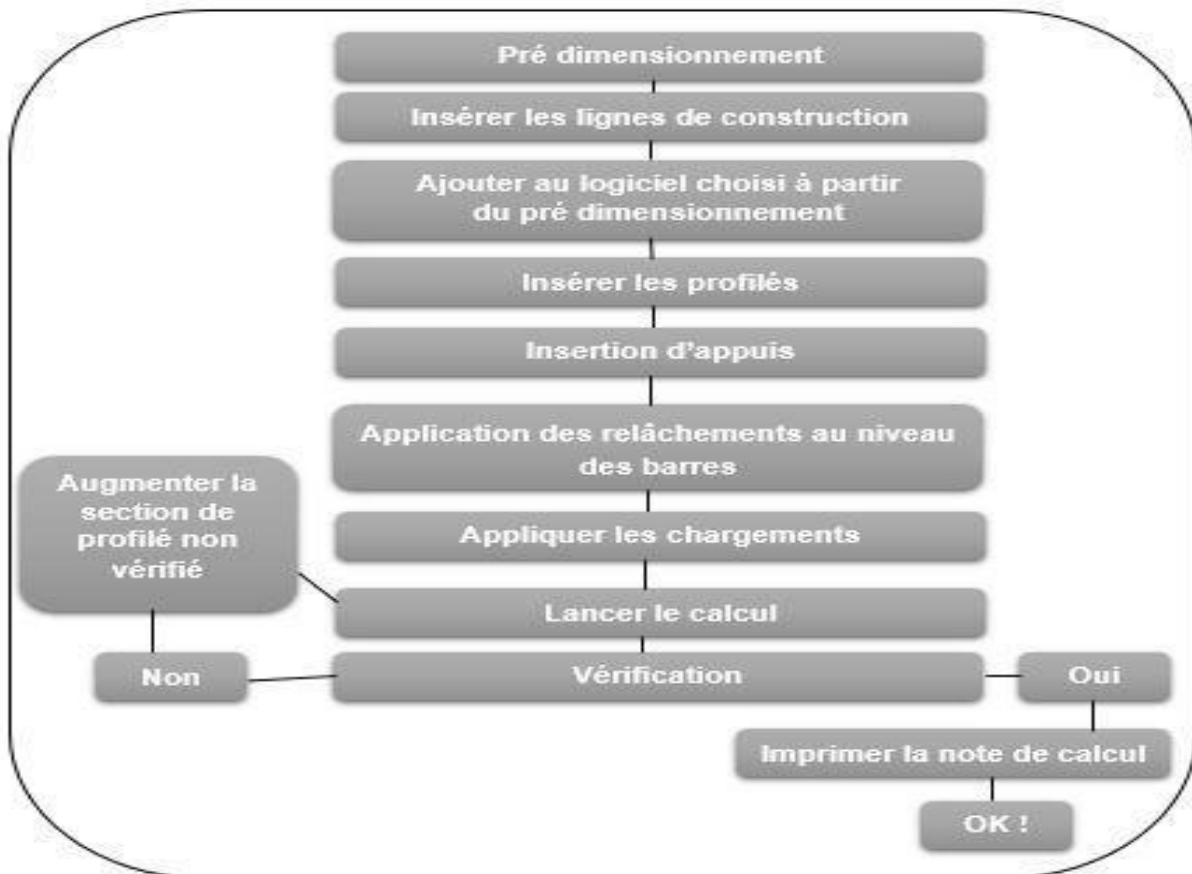 Pré dimensionnement
Insérer les lignes de construction
Ajouter au logiciel choisi à partir
du pré dimensionnement
Insérer les profilés
Insertion d'appuis
Application des relâchements au niveau
des barres
Augmenter la
section de
profilé non
vérifié
Appliquer les chargements
Lancer le calcul
Non
Vérification
Oui
Imprimer la note de calcul
OK !